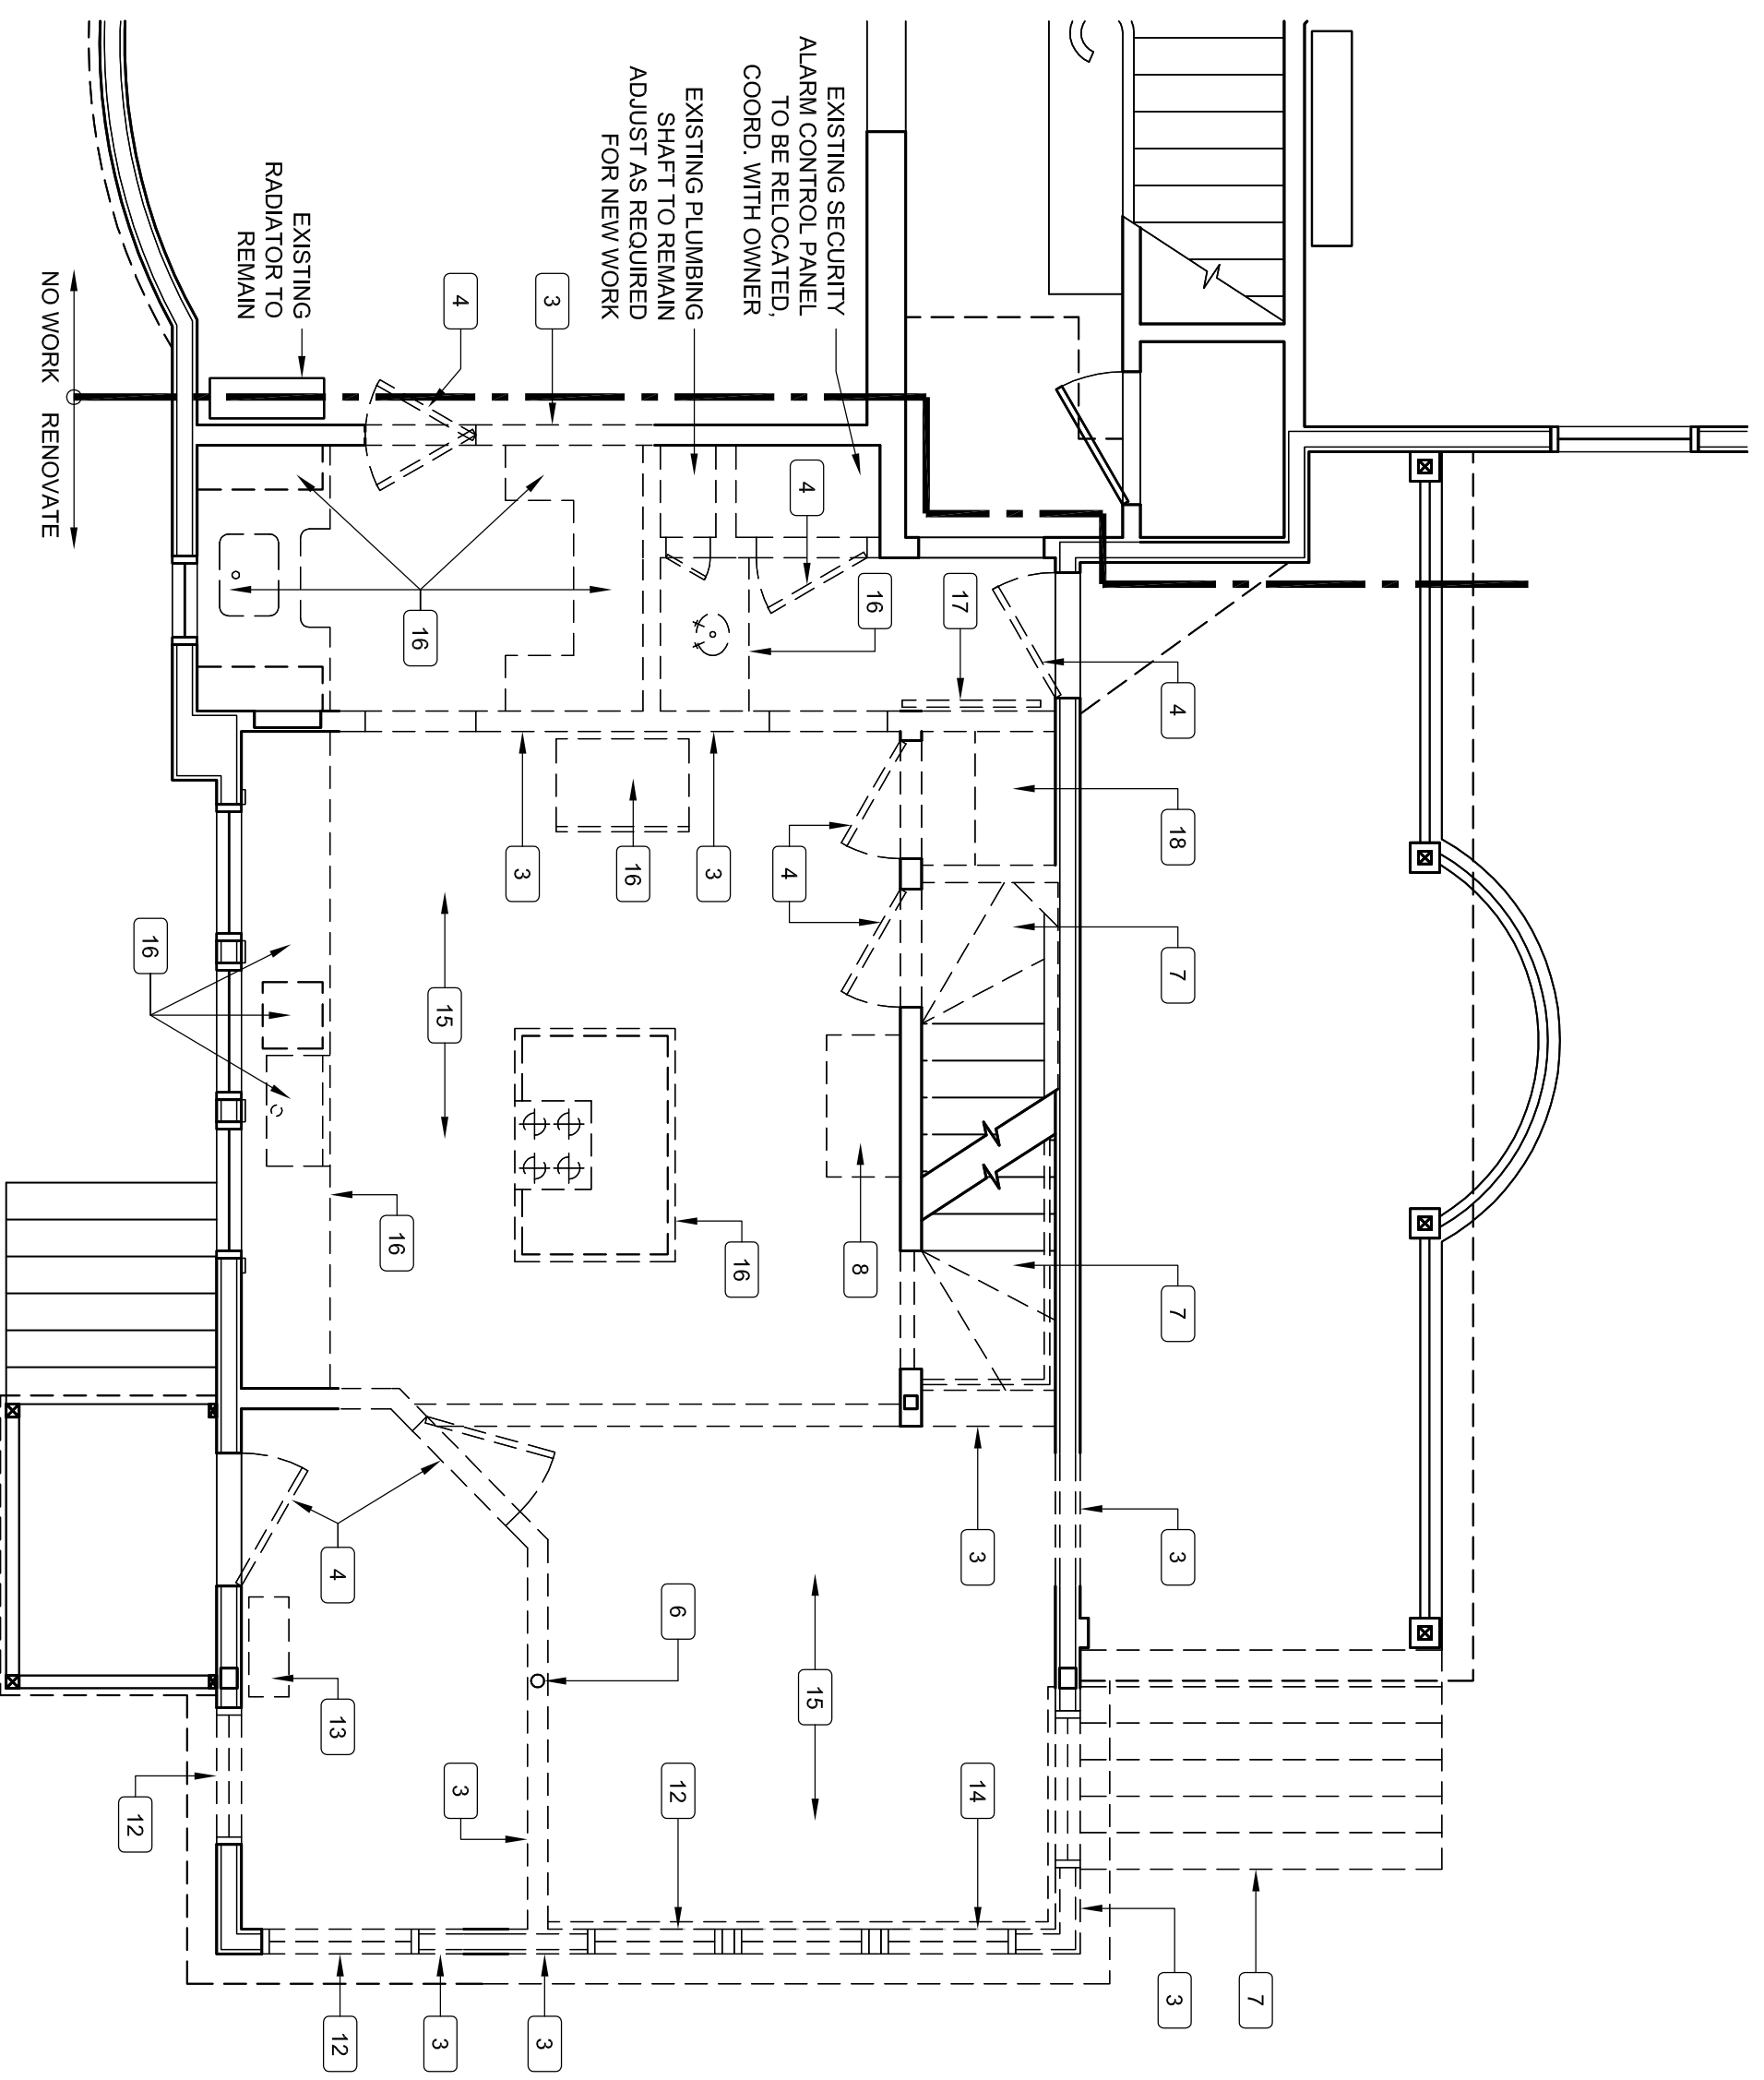 7
4
18
7
7
3
3
17
3
14
16
8
EXISTING SECURITY
ALARM CONTROL PANEL
TO BE RELOCATED,
COORD. WITH OWNER
4
4
15
16
3
EXISTING PLUMBING
SHAFT TO REMAIN
ADJUST AS REQUIRED
FOR NEW WORK
6
12
16
3
3
3
4
15
3
3
16
16
4
13
12
EXISTING
RADIATOR TO
REMAIN
16
12
NO WORK
RENOVATE